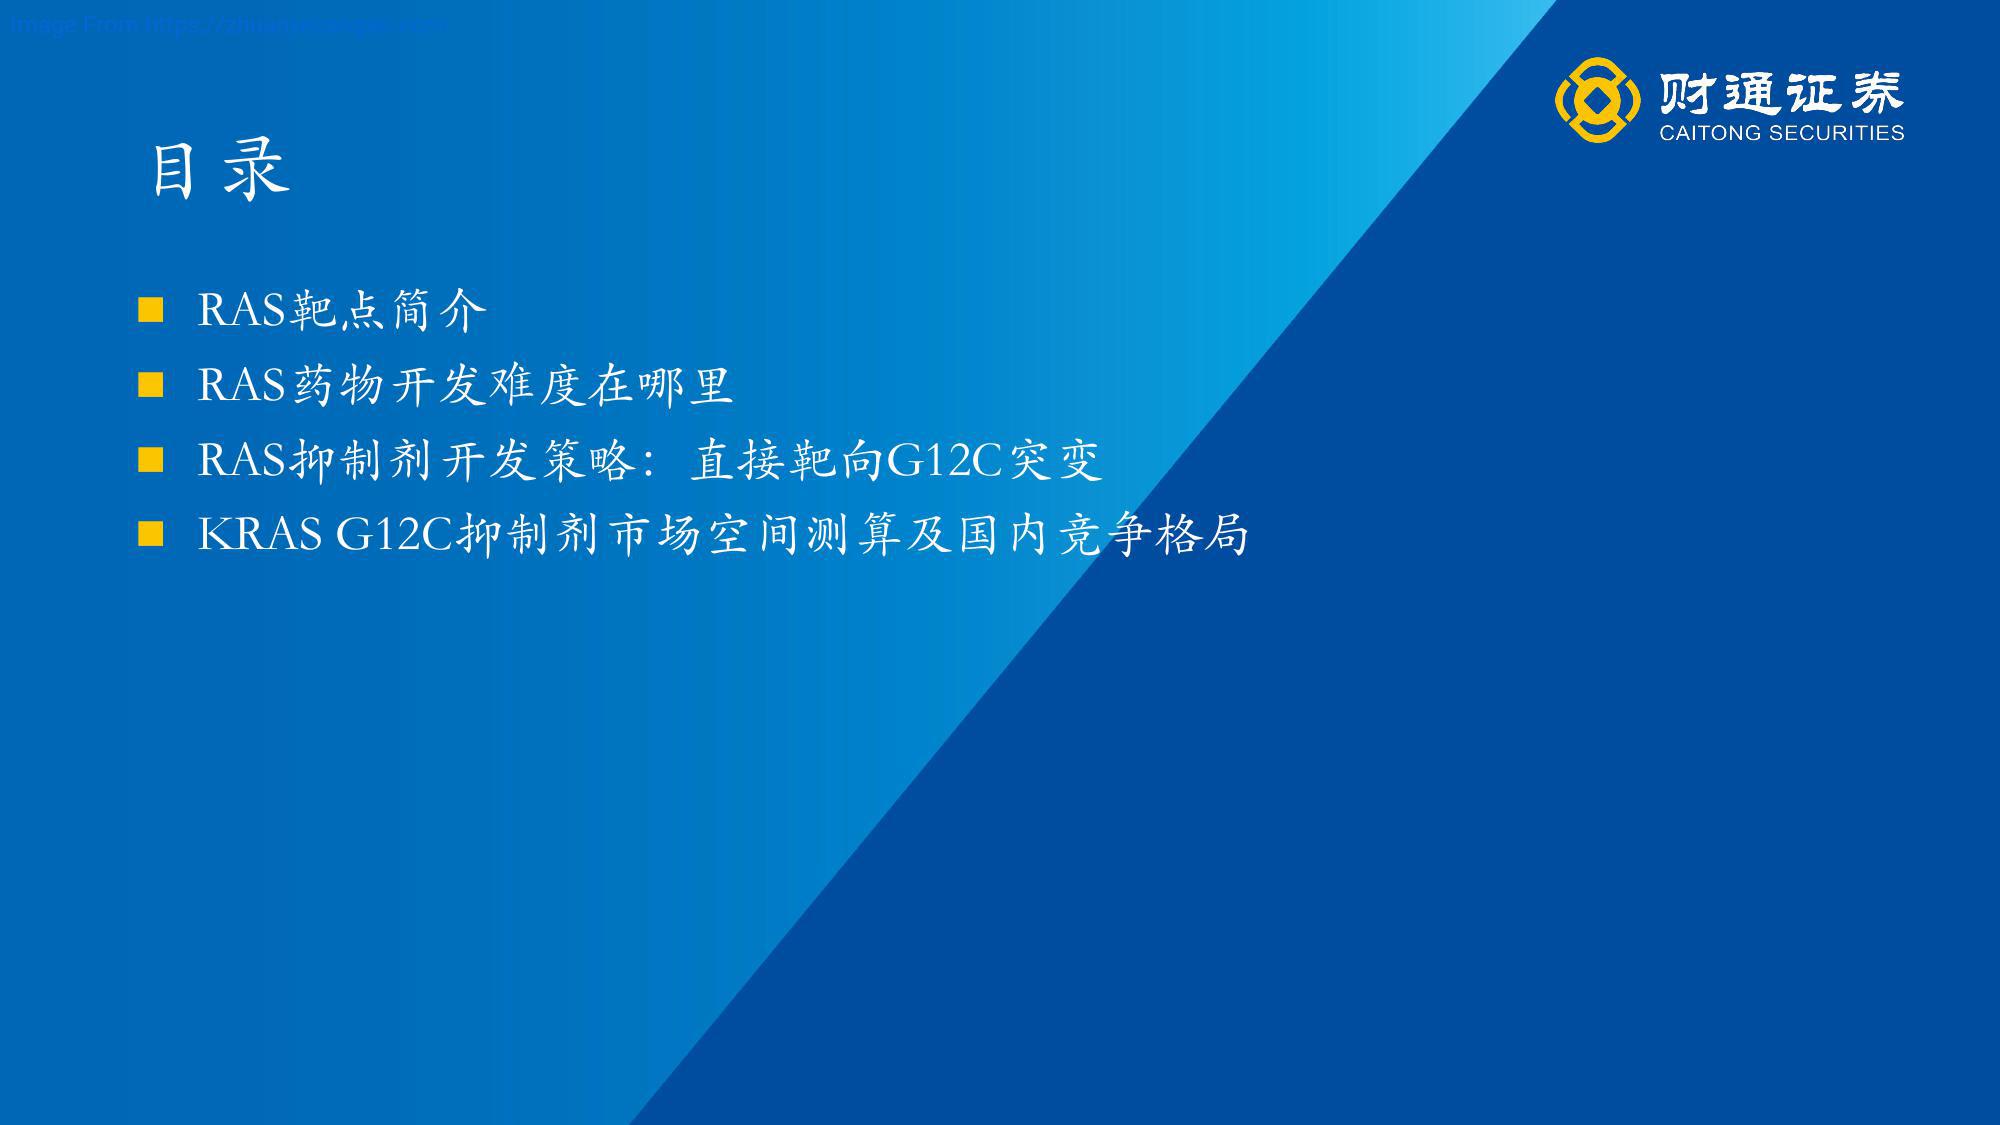 Image From https://zhuanyecanpao.com
财通证券
CAITONG SECURITIES
目录
RAS靶点简介
RAS药物开发难度在哪里
RAS抑制剂开发策略：直接靶向G12C突变
KRAS G12C抑制剂市场空间测算及国内竞争格局